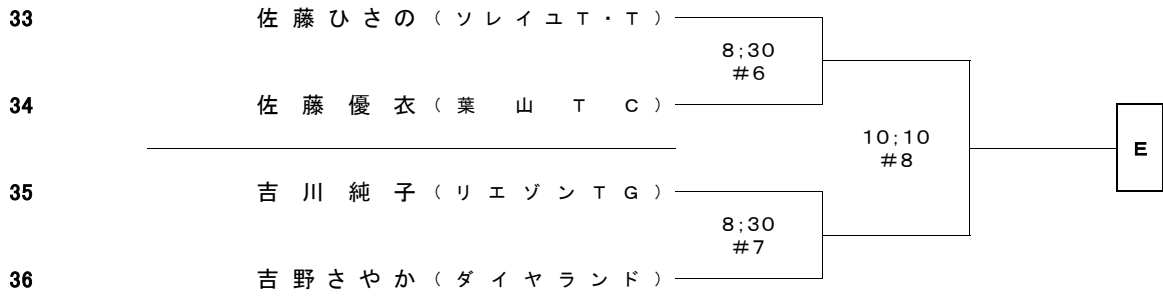 33 佐藤ひさの（ソレイユT・T）
8;30
#6
34 佐藤優衣（葉山TC）
10;10
#8
E
35 吉川純子（リエゾンTG）
8;30
#7
36 吉野さやか（ダイヤランド）